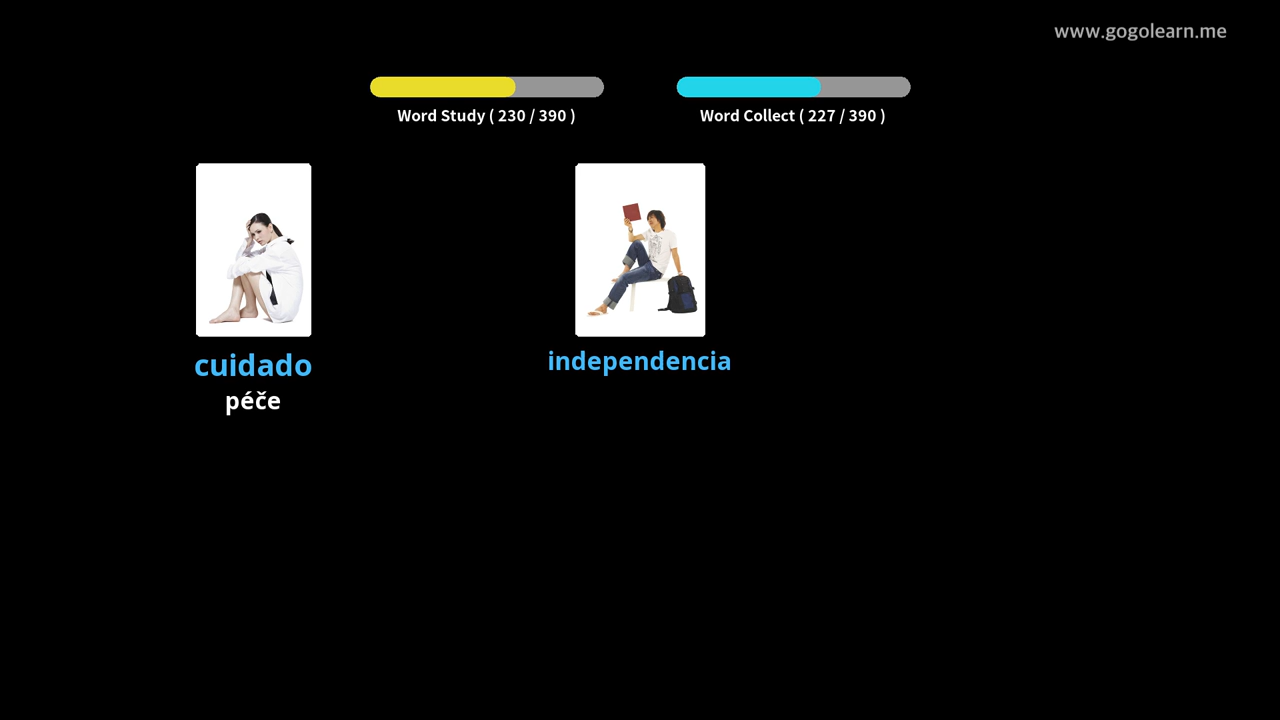 www.gogolearn.me
Word Study ( 230 / 390 )
Word Collect ( 227 / 390 )
cuidado
péče
independencia